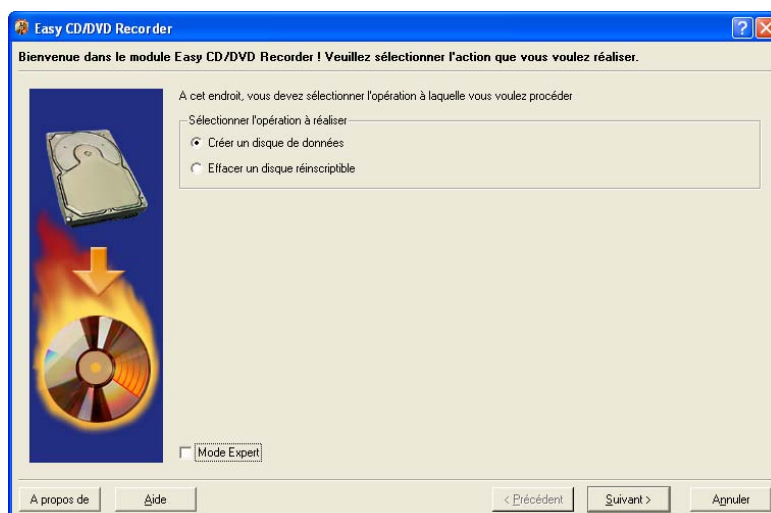 Easy CD/DVD Recorder
Bienvenue dans le module Easy CD/DVD Recorder ! Veuillez sélectionner l'action que vous voulez réaliser.
A cet endroit, vous devez sélectionner l'opération à laquelle vous voulez procéder
Sélectionner l'opération à réaliser
Créer un disque de données
Effacer un disque réinscriptible
Mode Expert
A propos de
Aide
< Précédent
Suivant >
Annuler